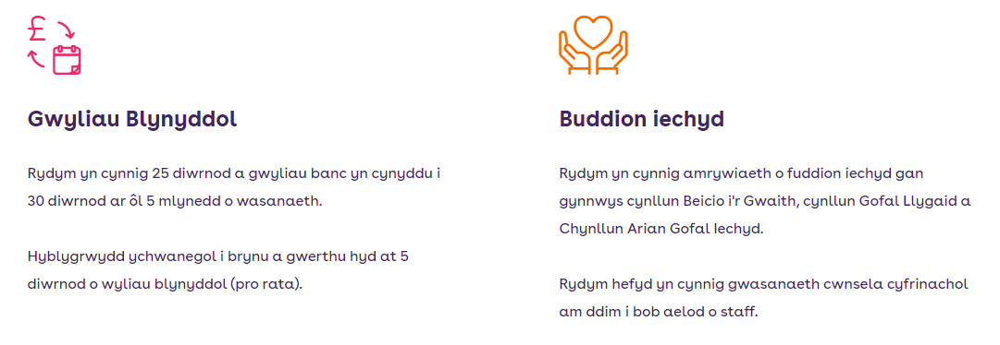 Gwyliau Blynyddol
Rydym yn cynnig 25 diwrnod a gwyliau banc yn cynyddu i
30 diwrnod ar ôl 5 mlynedd o wasanaeth.
Hyblygrwydd ychwanegol i brynu a gwerthu hyd at 5
diwrnod o wyliau blynyddol (pro rata).
Buddion iechyd
Rydym yn cynnig amrywiaeth o fuddion iechyd gan
gynnwys cynllun Beicio i'r Gwaith, cynllun Gofal Llygaid a
Chynllun Arian Gofal Iechyd.
Rydym hefyd yn cynnig gwasanaeth cwnsela cyfrinachol
am ddim i bob aelod o staff.